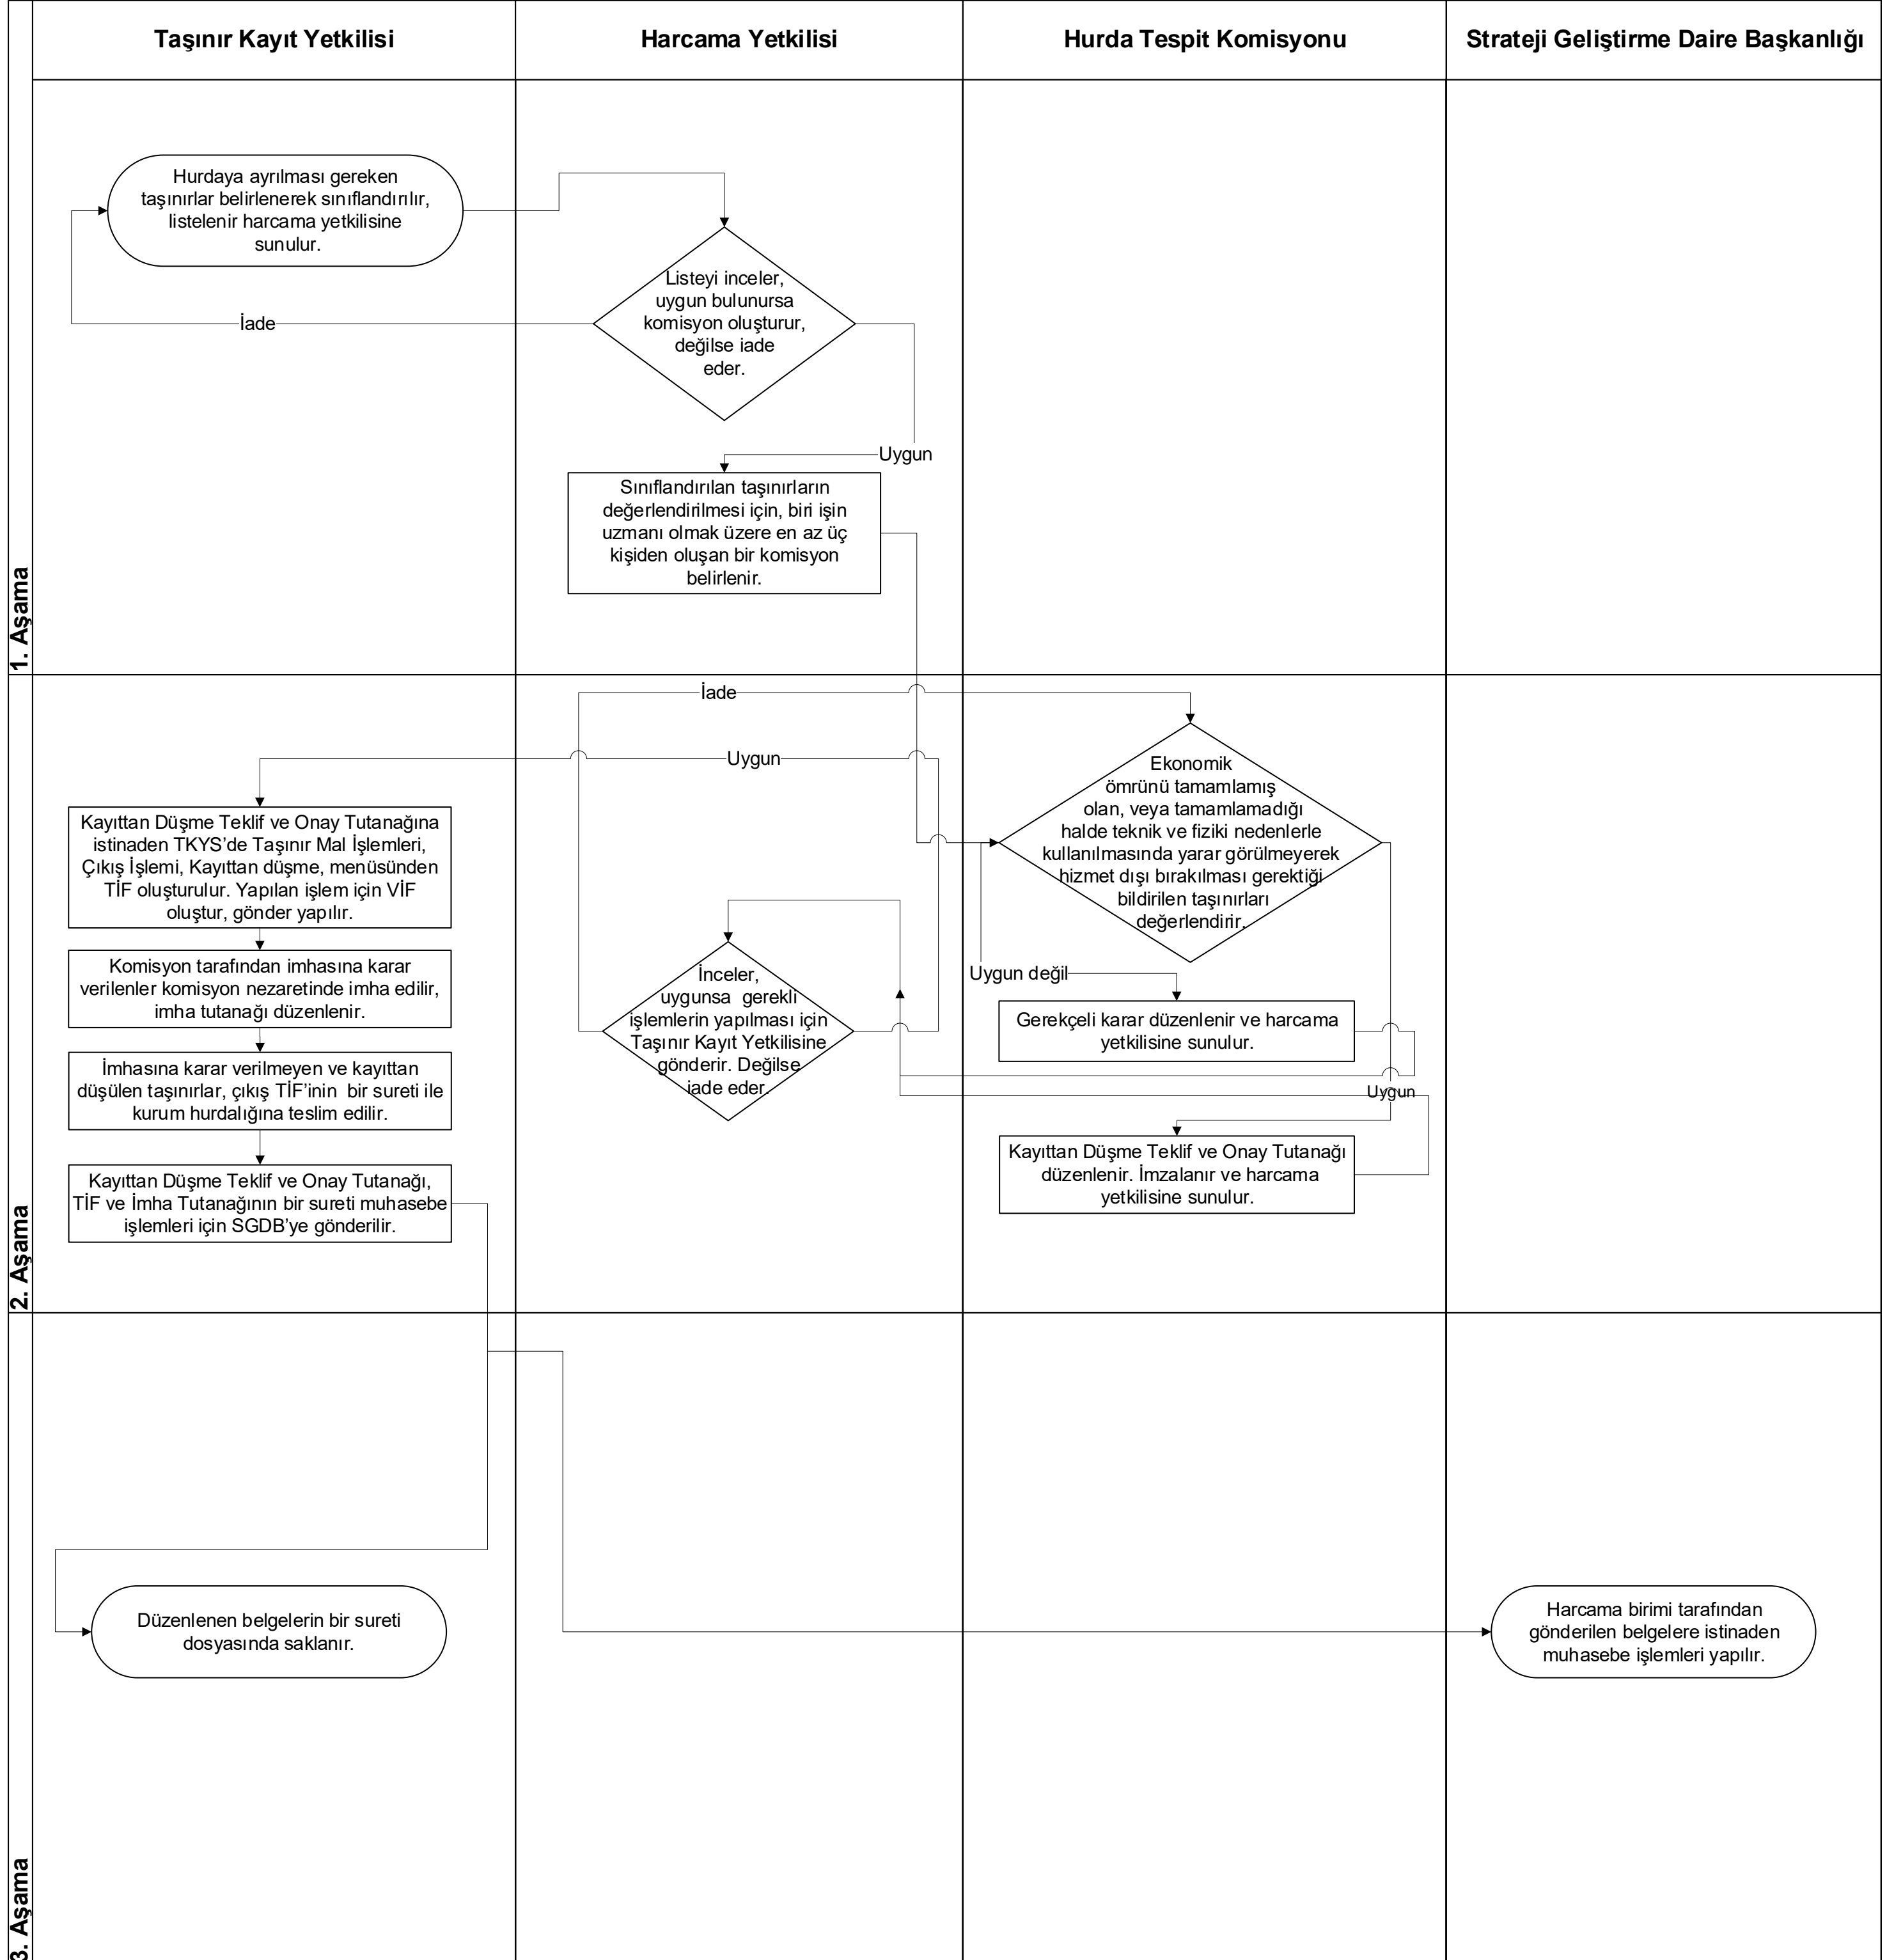 Taşınır Kayıt Yetkilisi
Harcama Yetkilisi
Hurda Tespit Komisyonu
Strateji Geliştirme Daire Başkanlığı
1. Aşama
Hurdaya ayrılması gereken
taşınırlar belirlenerek sınıflandırılır,
listelenir harcama yetkilisine
sunulur.
Listeyi inceler,
uygun bulunursa
komisyon oluşturur,
değilse iade
eder.
İade
Uygun
Sınıflandırılan taşınırların
değerlendirilmesi için, biri işin
uzmanı olmak üzere en az üç
kişiden oluşan bir komisyon
belirlenir.
2. Aşama
İade
Uygun
Ekonomik
ömrünü tamamlamış
olan, veya tamamlamadığı
halde teknik ve fiziki nedenlerle
kullanılmasında yarar görülmeyerek
hizmet dışı bırakılması gerektiği
bildirilen taşınırları
değerlendirir.
Kayıttan Düşme Teklif ve Onay Tutanağına
istinaden TKYS’de Taşınır Mal İşlemleri,
Çıkış İşlemi, Kayıttan düşme, menüsünden
TİF oluşturulur. Yapılan işlem için VİF
oluştur, gönder yapılır.
Komisyon tarafından imhasına karar
verilenler komisyon nezaretinde imha edilir,
imha tutanağı düzenlenir.
İmhasına karar verilmeyen ve kayıttan
düşülen taşınırlar, çıkış TİF’inin  bir sureti ile
kurum hurdalığına teslim edilir.
Kayıttan Düşme Teklif ve Onay Tutanağı,
TİF ve İmha Tutanağının bir sureti muhasebe
işlemleri için SGDB’ye gönderilir.
İnceler,
uygunsa  gerekli
işlemlerin yapılması için
Taşınır Kayıt Yetkilisine
gönderir. Değilse
iade eder.
Uygun değil
Gerekçeli karar düzenlenir ve harcama
yetkilisine sunulur.
Uygun
Kayıttan Düşme Teklif ve Onay Tutanağı
düzenlenir. İmzalanır ve harcama
yetkilisine sunulur.
3. Aşama
Düzenlenen belgelerin bir sureti
dosyasında saklanır.
Harcama birimi tarafından
gönderilen belgelere istinaden
muhasebe işlemleri yapılır.